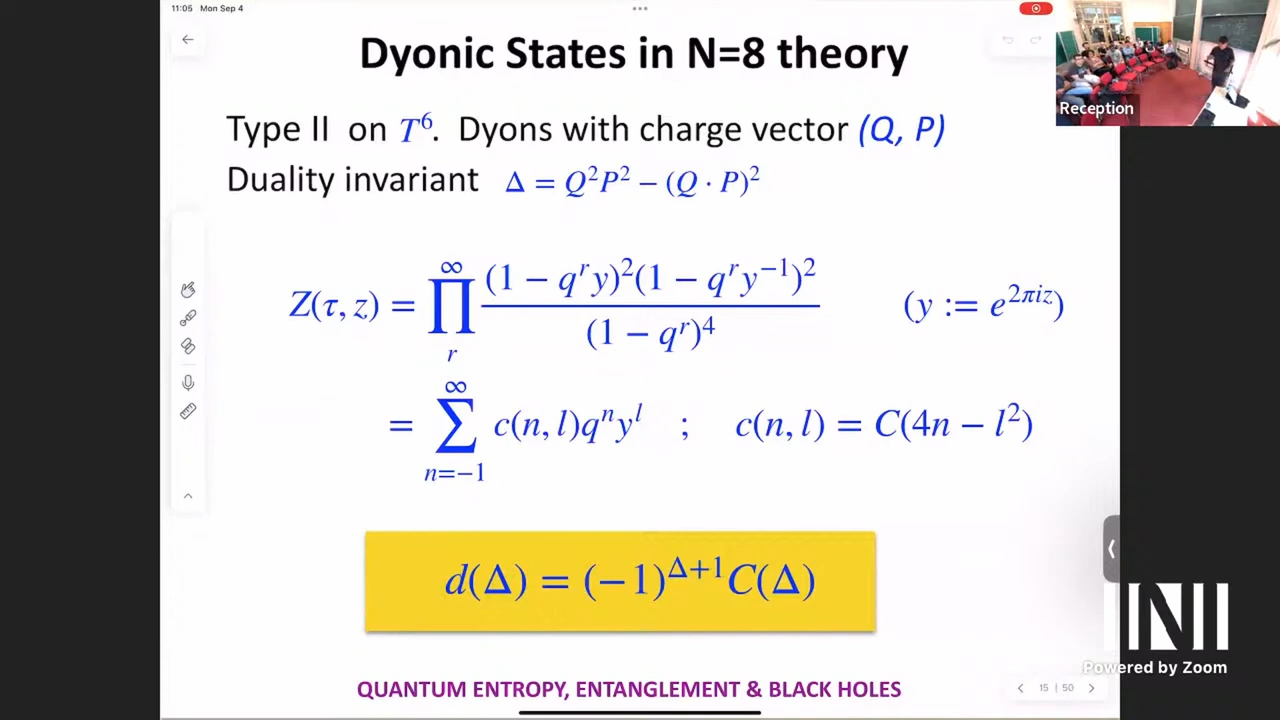 11:05 Mon Sep 4
Dyonic States in N=8 theory
Reception
Type II on T⁶. Dyons with charge vector (Q, P)
Duality invariant Δ = Q²P² − (Q · P)²
Z(τ, z) = ∏_r^∞ (1 − q^r y)²(1 − q^r y⁻¹)² / (1 − q^r)⁴ (y := e^{2πiz})
= ∑_{n=−1}^∞ c(n, l)q^n y^l ; c(n, l) = C(4n − l²)
d(Δ) = (−1)^{Δ+1} C(Δ)
INI
Powered by Zoom
QUANTUM ENTROPY, ENTANGLEMENT & BLACK HOLES
15 | 50